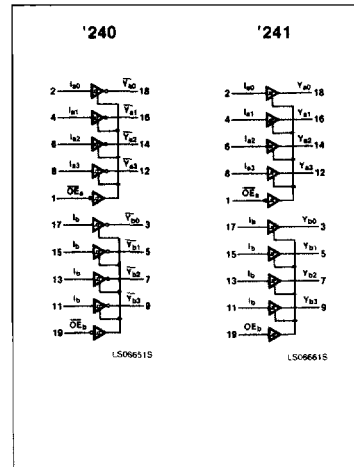 '240
2 Ia0 Y̅a0 18
4 Ia1 Y̅a1 16
6 Ia2 Y̅a2 14
8 Ia3 Y̅a3 12
1 O̅E̅a
17 Ib Y̅b0 3
15 Ib Y̅b1 5
13 Ib Y̅b2 7
11 Ib Y̅b3 9
19 O̅E̅b
LS06651S
'241
2 Ia0 Ya0 18
4 Ia1 Ya1 16
6 Ia2 Ya2 14
8 Ia3 Ya3 12
1 O̅E̅a
17 Ib Yb0 3
15 Ib Yb1 5
13 Ib Yb2 7
11 Ib Yb3 9
19 OEb
LS06661S